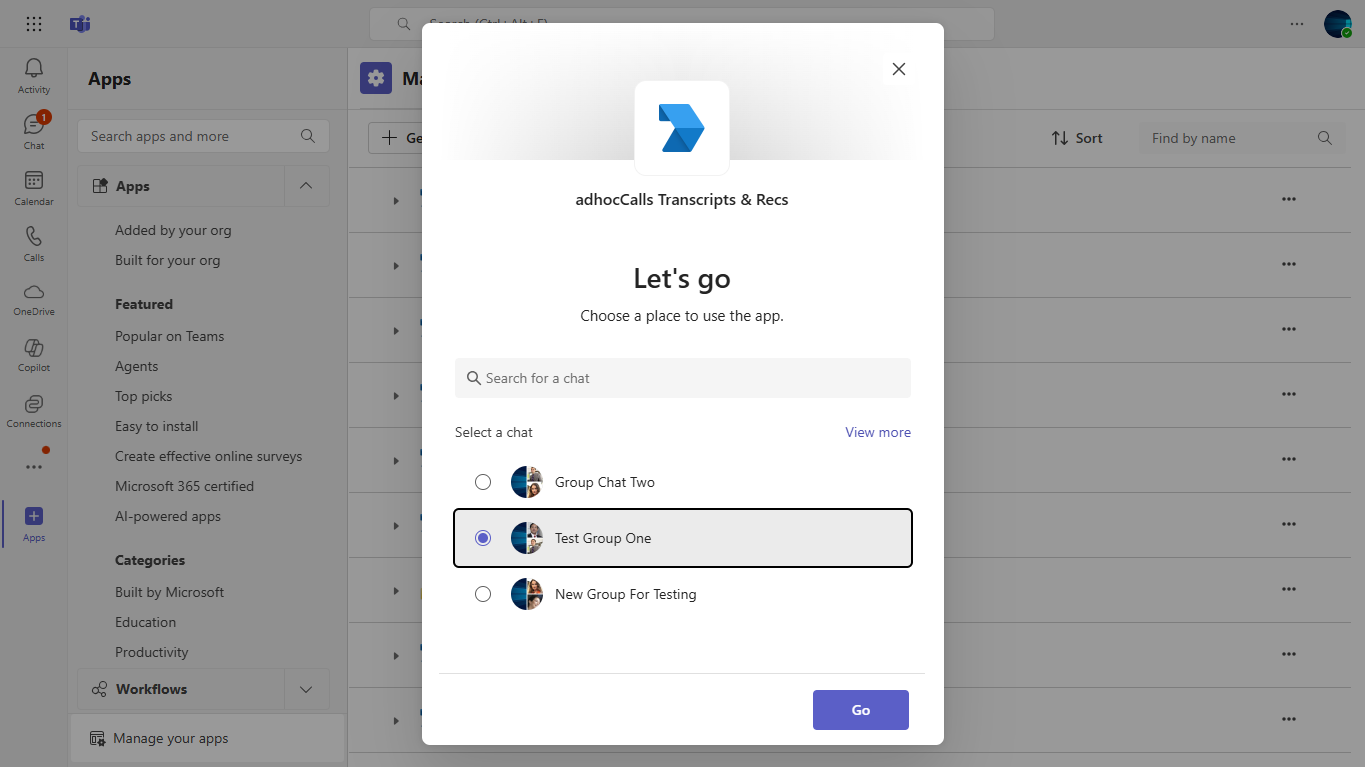 Search (Ctrl+Alt+E)
Activity
1
Chat
Calendar
Calls
OneDrive
Copilot
Connections
Apps
Apps
Search apps and more
Apps
Added by your org
Built for your org
Featured
Popular on Teams
Agents
Top picks
Easy to install
Create effective online surveys
Microsoft 365 certified
AI-powered apps
Categories
Built by Microsoft
Education
Productivity
Workflows
Manage your apps
Sort
Find by name
adhocCalls Transcripts & Recs
Let's go
Choose a place to use the app.
Search for a chat
Select a chat
View more
Group Chat Two
Test Group One
New Group For Testing
Go